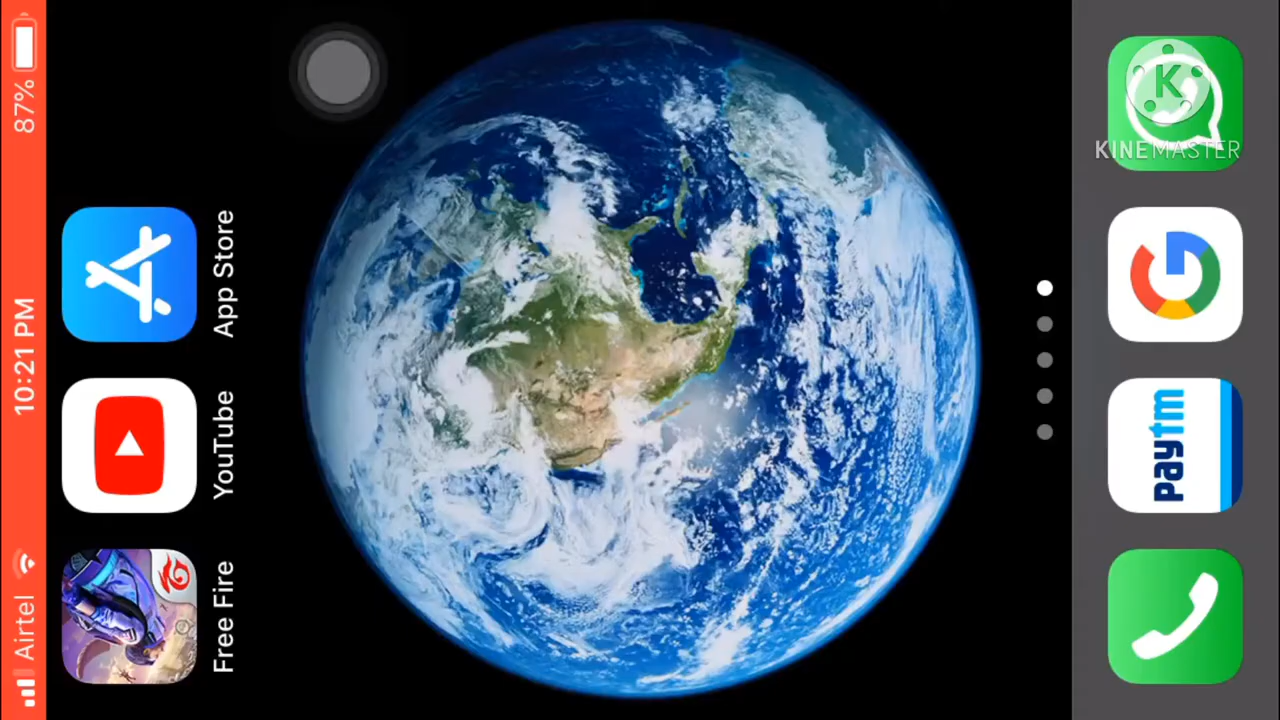 Airtel
10:21 PM
87%
Free Fire
YouTube
App Store
paytm
K
KINEMASTER